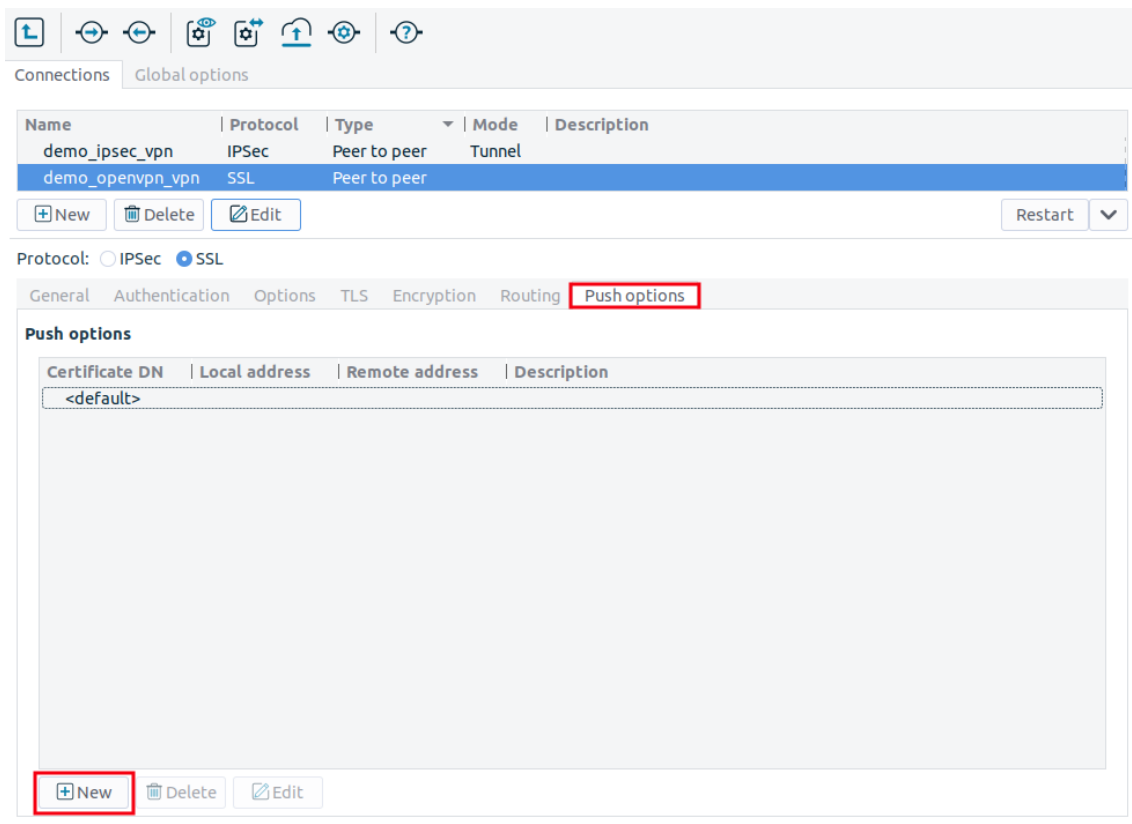 Connections Global options
Name Protocol Type Mode Description
demo_ipsec_vpn IPSec Peer to peer Tunnel
demo_openvpn_vpn SSL Peer to peer
New Delete Edit Restart
Protocol: IPSec SSL
General Authentication Options TLS Encryption Routing Push options
Push options
Certificate DN Local address Remote address Description
<default>
New Delete Edit